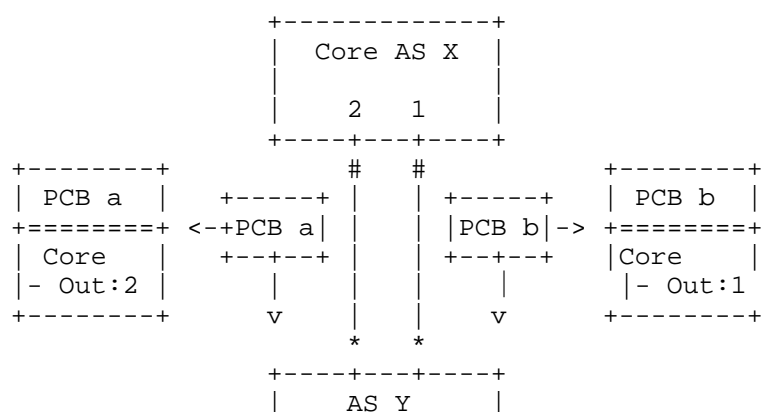 +--------------+
                 |  Core AS X   |
                 |              |
                 |    2   1     |
                 +----+---+----+
+--------+            #   #            +--------+
| PCB a  |   +-----+  |   | +-----+    | PCB b  |
+========+ <-+PCB a|  |   | |PCB b|->  +========+
| Core   |   +--+--+  |   | +--+--+    |Core    |
|- Out:2 |      |     |   |    |       |- Out:1 |
+--------+      v     |   |    v       +--------+
                      *   *
                 +----+---+----+
                 |    AS Y     |